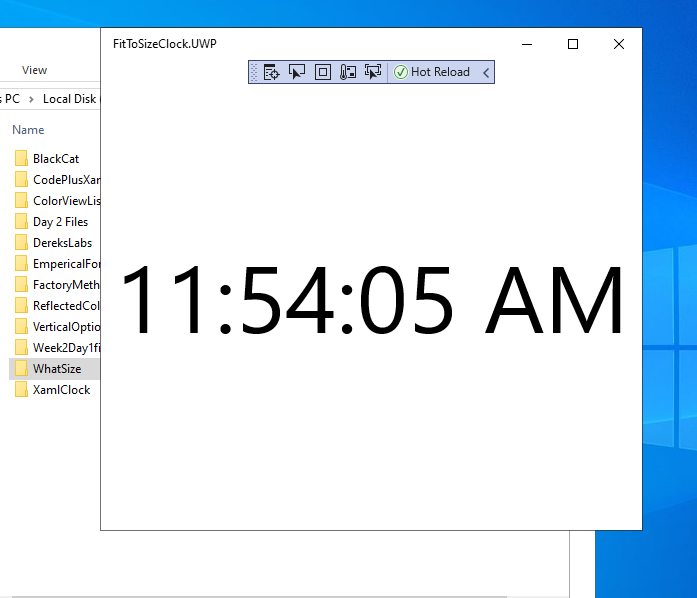 FitToSizeClock.UWP
View
Hot Reload
s PC > Local Disk (
Name
BlackCat
CodePlusXar
ColorViewLis
Day 2 Files
DereksLabs
EmpericalFor
FactoryMeth
ReflectedCol
VerticalOptio
Week2Day1fi
WhatSize
XamlClock
11:54:05 AM